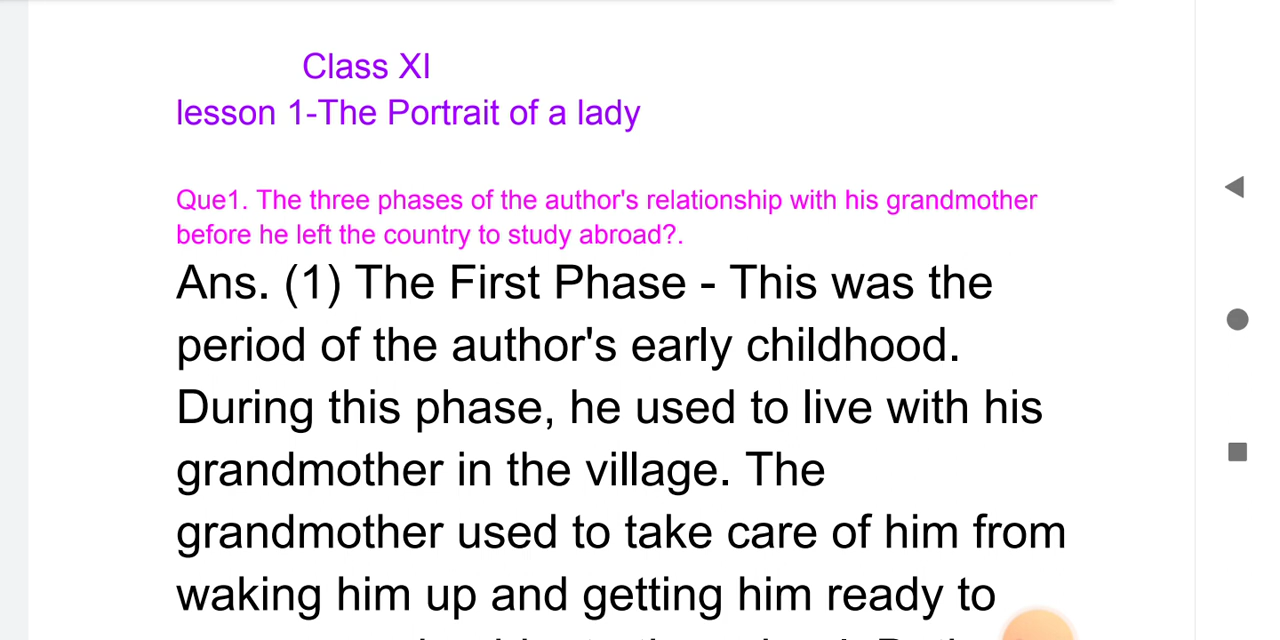 Class XI
lesson 1-The Portrait of a lady
Que1. The three phases of the author's relationship with his grandmother
before he left the country to study abroad?.
Ans. (1) The First Phase - This was the
period of the author's early childhood.
During this phase, he used to live with his
grandmother in the village. The
grandmother used to take care of him from
waking him up and getting him ready to